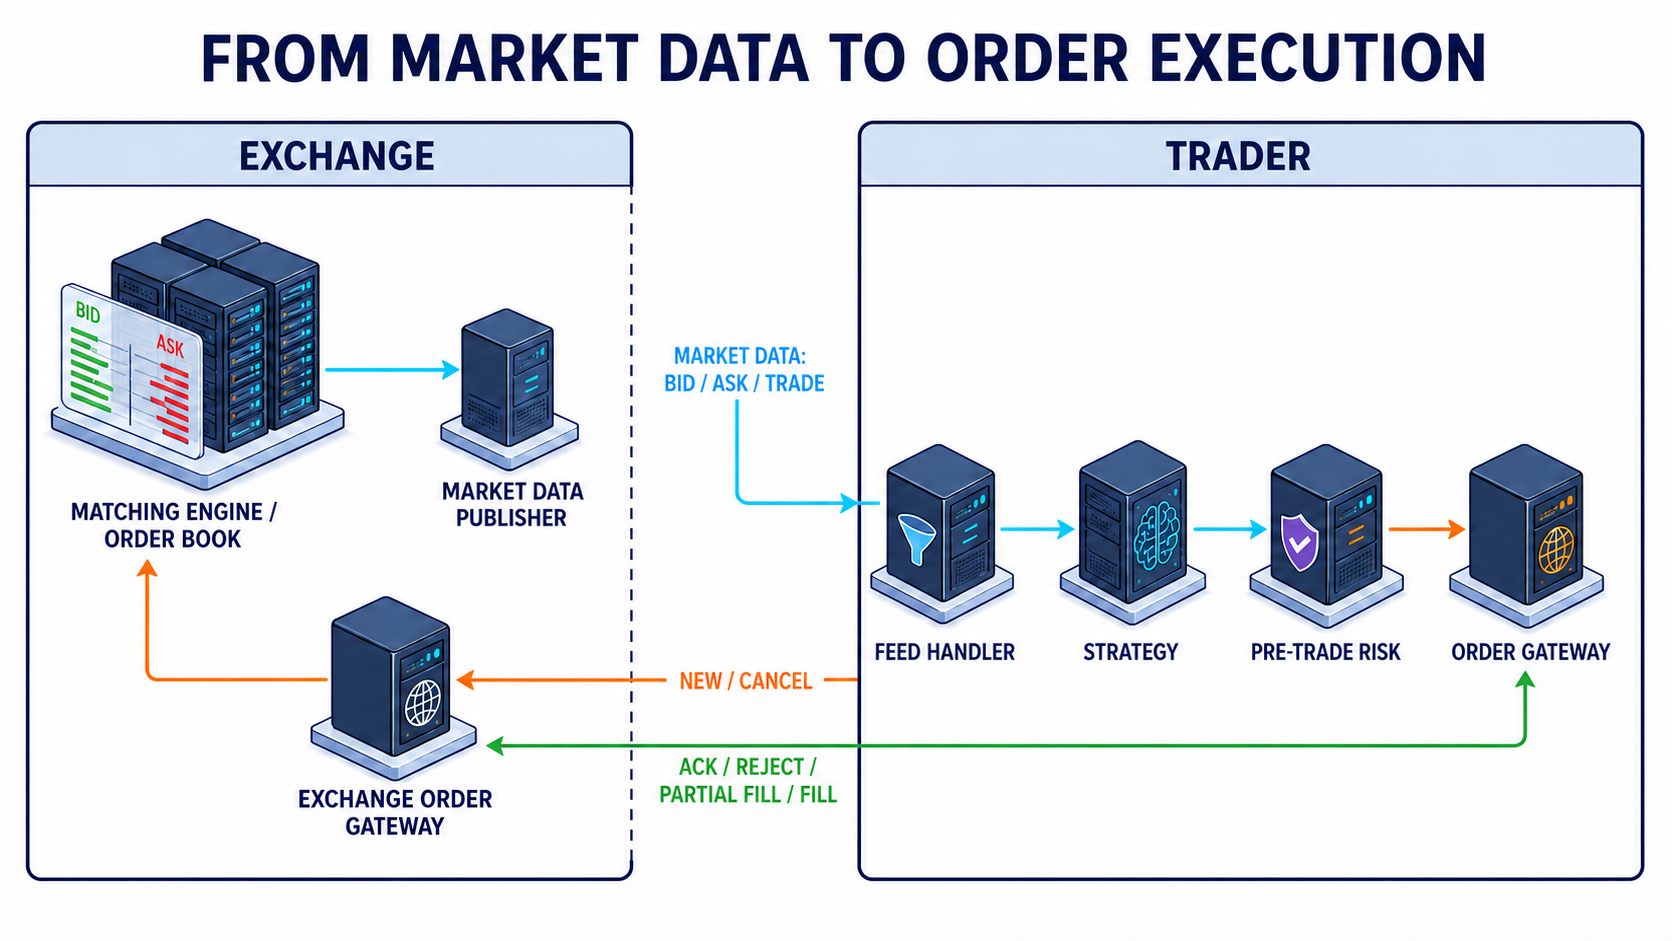 FROM MARKET DATA TO ORDER EXECUTION
EXCHANGE
TRADER
BID
ASK
MATCHING ENGINE /
ORDER BOOK
MARKET DATA
PUBLISHER
MARKET DATA:
BID / ASK / TRADE
FEED HANDLER
STRATEGY
PRE-TRADE RISK
ORDER GATEWAY
NEW / CANCEL
ACK / REJECT /
PARTIAL FILL / FILL
EXCHANGE ORDER
GATEWAY